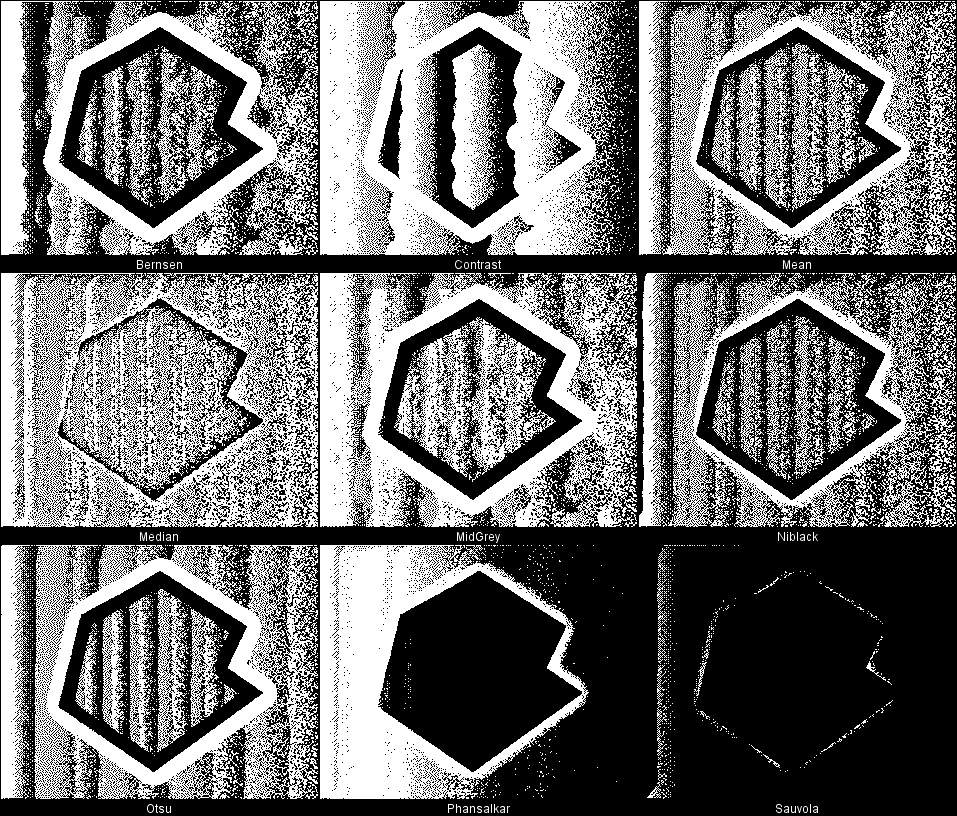 Bernsen
Contrast
Mean
Median
MidGrey
Niblack
Otsu
Phansalkar
Sauvola